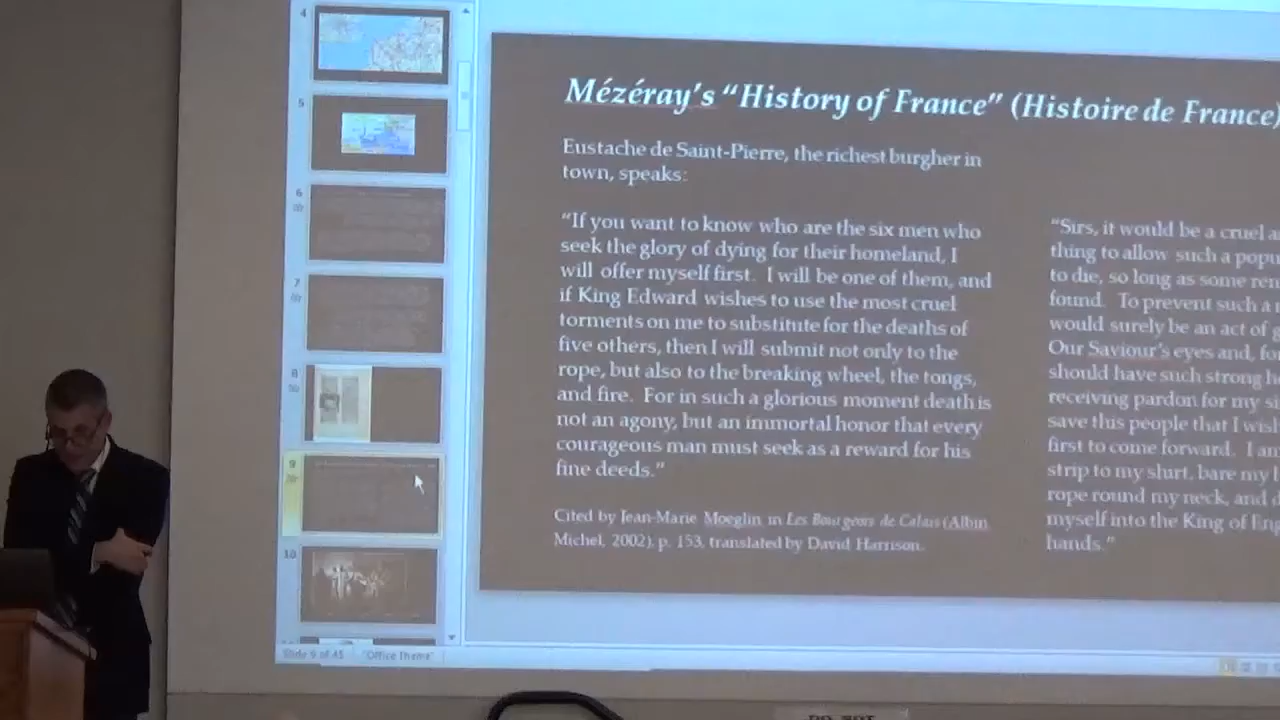 Mézéray's "History of France" (Histoire de France)
Eustache de Saint-Pierre, the richest burgher in
town, speaks:
"If you want to know who are the six men who
seek the glory of dying for their homeland, I
will offer myself first. I will be one of them, and
if King Edward wishes to use the most cruel
torments on me to substitute for the deaths of
five others, then I will submit not only to the
rope, but also to the breaking wheel, the tongs,
and fire. For in such a glorious moment death is
not an agony, but an immortal honor that every
courageous man must seek as a reward for his
fine deeds."
Cited by Jean-Marie Moeglin in Les Bourgeois de Calais (Albin
Michel, 2002), p. 153, translated by David Harrison.
"Sirs, it would be a cruel
thing to allow such a
to die, so long as some
found. To prevent such a
would surely be an act of
Our Saviour's eyes and,
should have such strong
receiving pardon for my
save this people that I wish
first to come forward. I
strip to my shirt, bare my
rope round my neck, and
myself into the King of
hands."
4
5
6
7
8
9
10
Slide 9 of 45
"Office Theme"